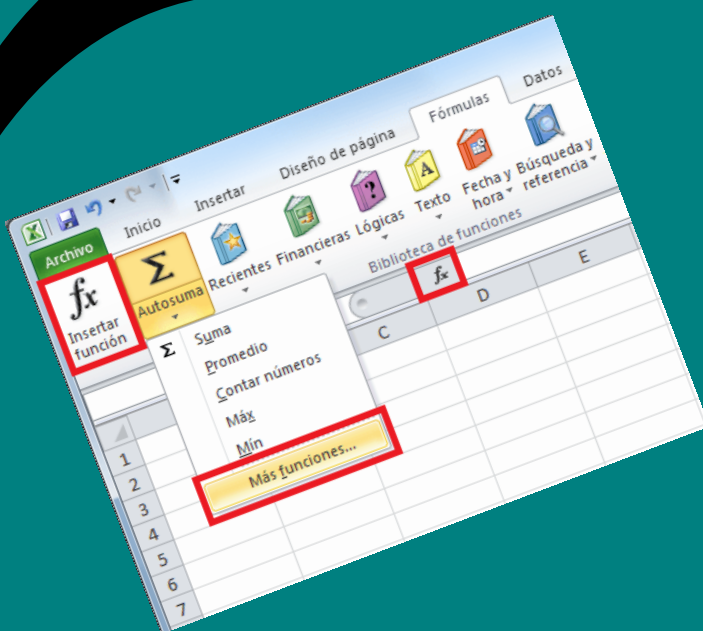 Archivo
Inicio
Insertar
Diseño de página
Fórmulas
Datos
fx
Insertar
función
Σ
Autosuma
Recientes
Financieras
Lógicas
Texto
Fecha y
hora
Búsqueda y
referencia
Biblioteca de funciones
fx
Σ Suma
Promedio
Contar números
Máx
Mín
Más funciones...
C
D
E
1
2
3
4
5
6
7